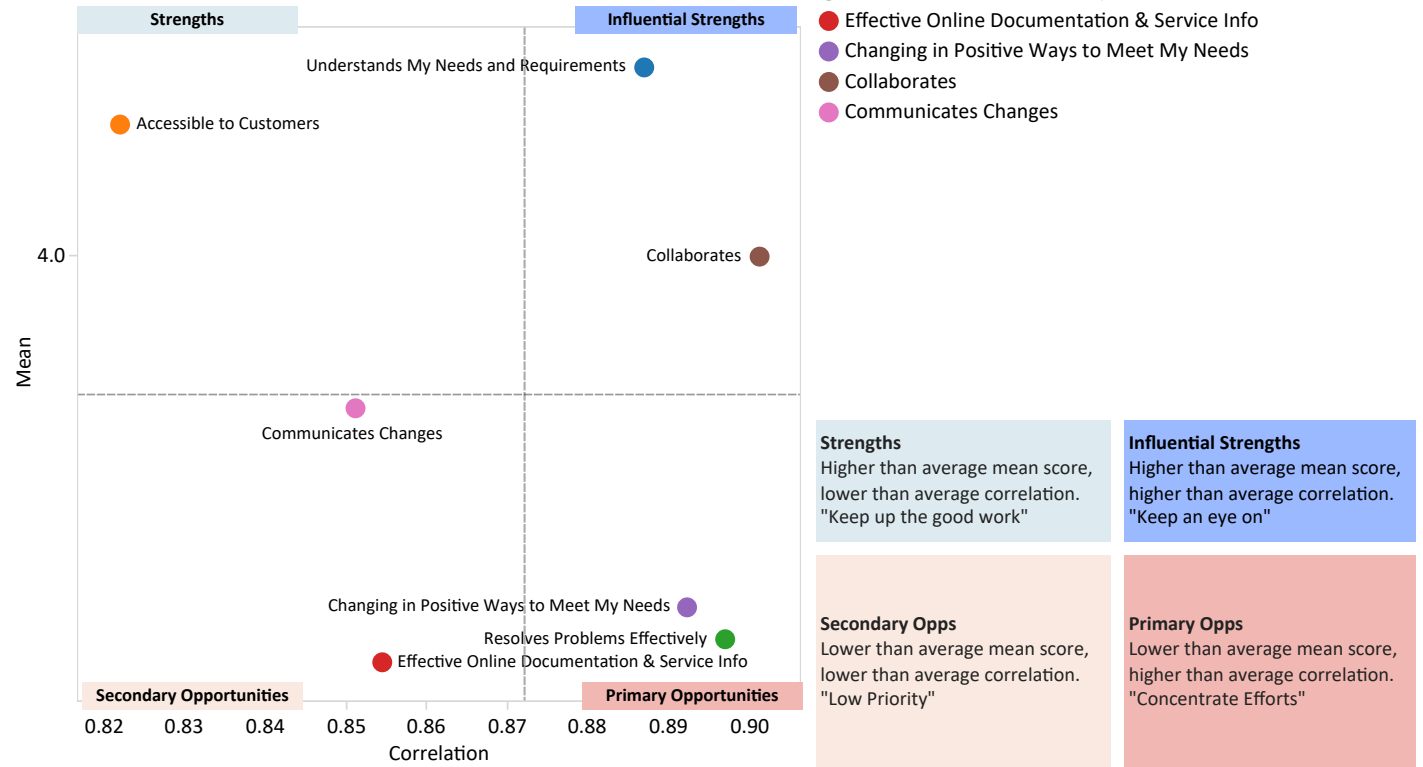 Strengths
Influential Strengths
Effective Online Documentation & Service Info
Changing in Positive Ways to Meet My Needs
Collaborates
Communicates Changes
Understands My Needs and Requirements
Accessible to Customers
4.0
Collaborates
Mean
Communicates Changes
Changing in Positive Ways to Meet My Needs
Resolves Problems Effectively
Effective Online Documentation & Service Info
Secondary Opportunities
Primary Opportunities
0.82 0.83 0.84 0.85 0.86 0.87 0.88 0.89 0.90
Correlation
Strengths
Higher than average mean score,
lower than average correlation.
"Keep up the good work"
Influential Strengths
Higher than average mean score,
higher than average correlation.
"Keep an eye on"
Secondary Opps
Lower than average mean score,
lower than average correlation.
"Low Priority"
Primary Opps
Lower than average mean score,
higher than average correlation.
"Concentrate Efforts"